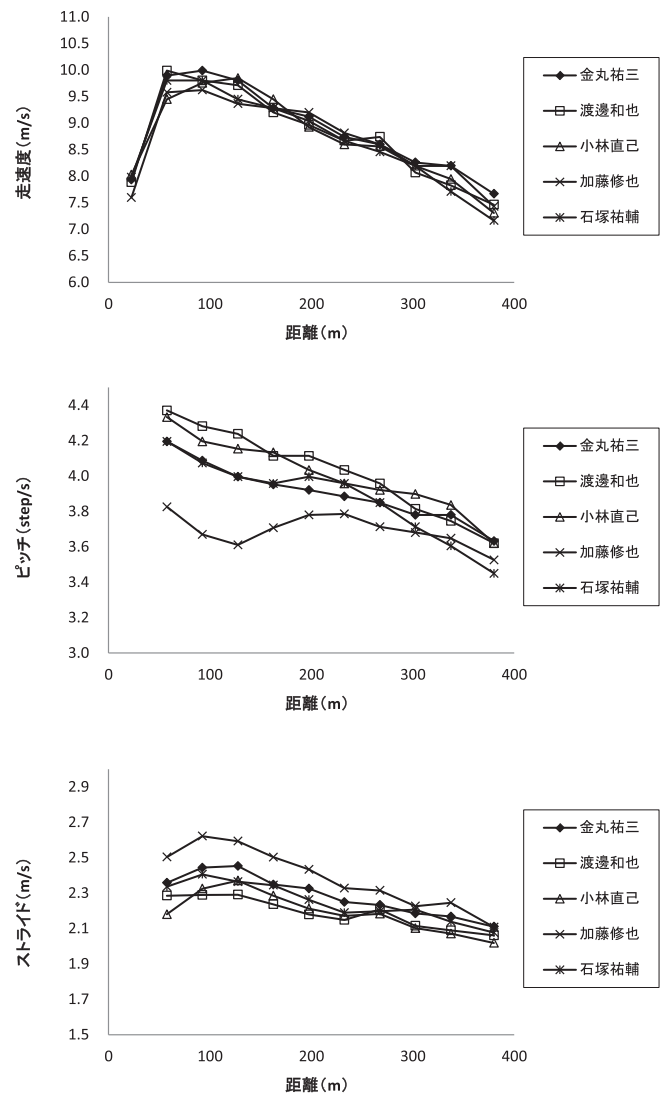 11.0
10.5
10.0
9.5
9.0
8.5
8.0
7.5
7.0
6.5
6.0
走速度(m/s)
0
100
200
300
400
距離(m)
金丸祐三
渡邊和也
小林直己
加藤修也
石塚祐輔
4.4
4.2
4.0
3.8
3.6
3.4
3.2
3.0
ピッチ(step/s)
0
100
200
300
400
距離(m)
金丸祐三
渡邊和也
小林直己
加藤修也
石塚祐輔
2.9
2.7
2.5
2.3
2.1
1.9
1.7
1.5
ストライド(m/s)
0
100
200
300
400
距離(m)
金丸祐三
渡邊和也
小林直己
加藤修也
石塚祐輔